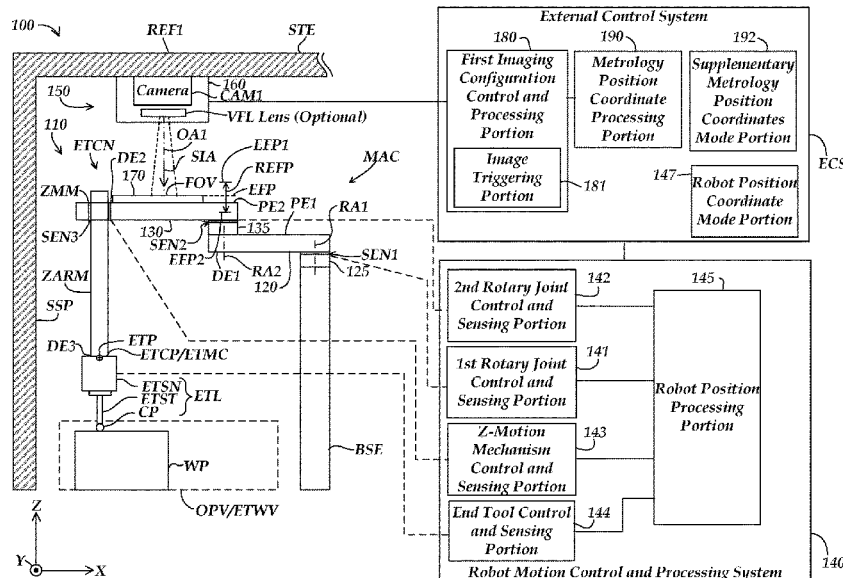 100
REF1
STE
150
110
ETCN
Camera
160
CAM1
VFL Lens (Optional)
OA1
SIA
EFP1
REFP
MAC
DE2
170
FOV
EFP
PE2
ZMM
SEN3
130
SEN2
135
PE1
RA1
EFP2
DE1
RA2
120
SEN1
125
ZARM
SSP
DE3
ETP
ETCP/ETMC
ETSN
ETST
ETL
CP
WP
BSE
OPV/ETWV
Z
Y
X
External Control System
180
190
192
First Imaging
Configuration
Control and
Processing
Portion
Metrology
Position
Coordinate
Processing
Portion
Supplementary
Metrology
Position
Coordinates
Mode Portion
Image
Triggering
Portion
181
147
Robot Position
Coordinate
Mode Portion
ECS
2nd Rotary Joint
Control and
Sensing Portion
142
145
1st Rotary Joint
Control and
Sensing Portion
141
Robot Position
Processing
Portion
Z-Motion
Mechanism
Control and
Sensing Portion
143
End Tool Control
and Sensing
Portion
144
Robot Motion Control and Processing System
140